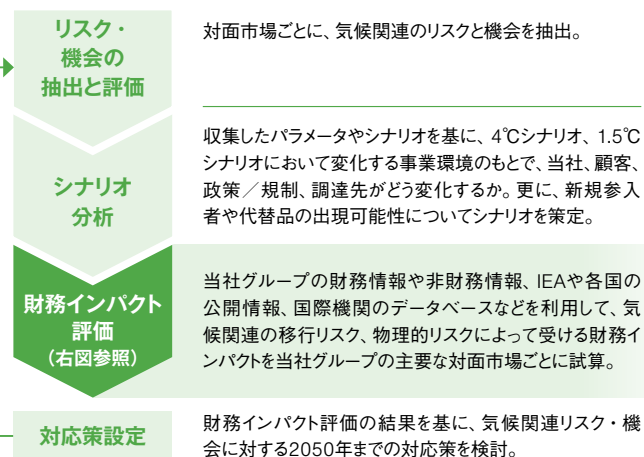 リスク・
機会の
抽出と評価
対面市場ごとに、気候関連のリスクと機会を抽出。
シナリオ
分析
収集したパラメータやシナリオを基に、4℃シナリオ、1.5℃
シナリオにおいて変化する事業環境のもとで、当社、顧客、
政策／規制、調達先がどう変化するか。更に、新規参入
者や代替品の出現可能性についてシナリオを策定。
財務インパクト
評価
（右図参照）
当社グループの財務情報や非財務情報、IEAや各国の
公開情報、国際機関のデータベースなどを利用して、気
候関連の移行リスク、物理的リスクによって受ける財務イ
ンパクトを当社グループの主要な対面市場ごとに試算。
対応策設定
財務インパクト評価の結果を基に、気候関連リスク・機
会に対する2050年までの対応策を検討。